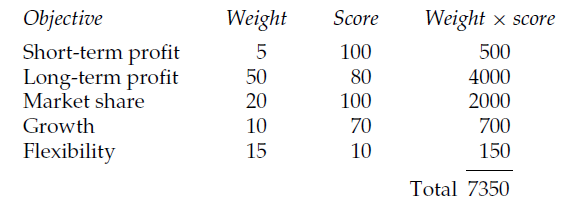 Objective Weight Score Weight × score
Short-term profit 5 100 500
Long-term profit 50 80 4000
Market share 20 100 2000
Growth 10 70 700
Flexibility 15 10 150
Total 7350